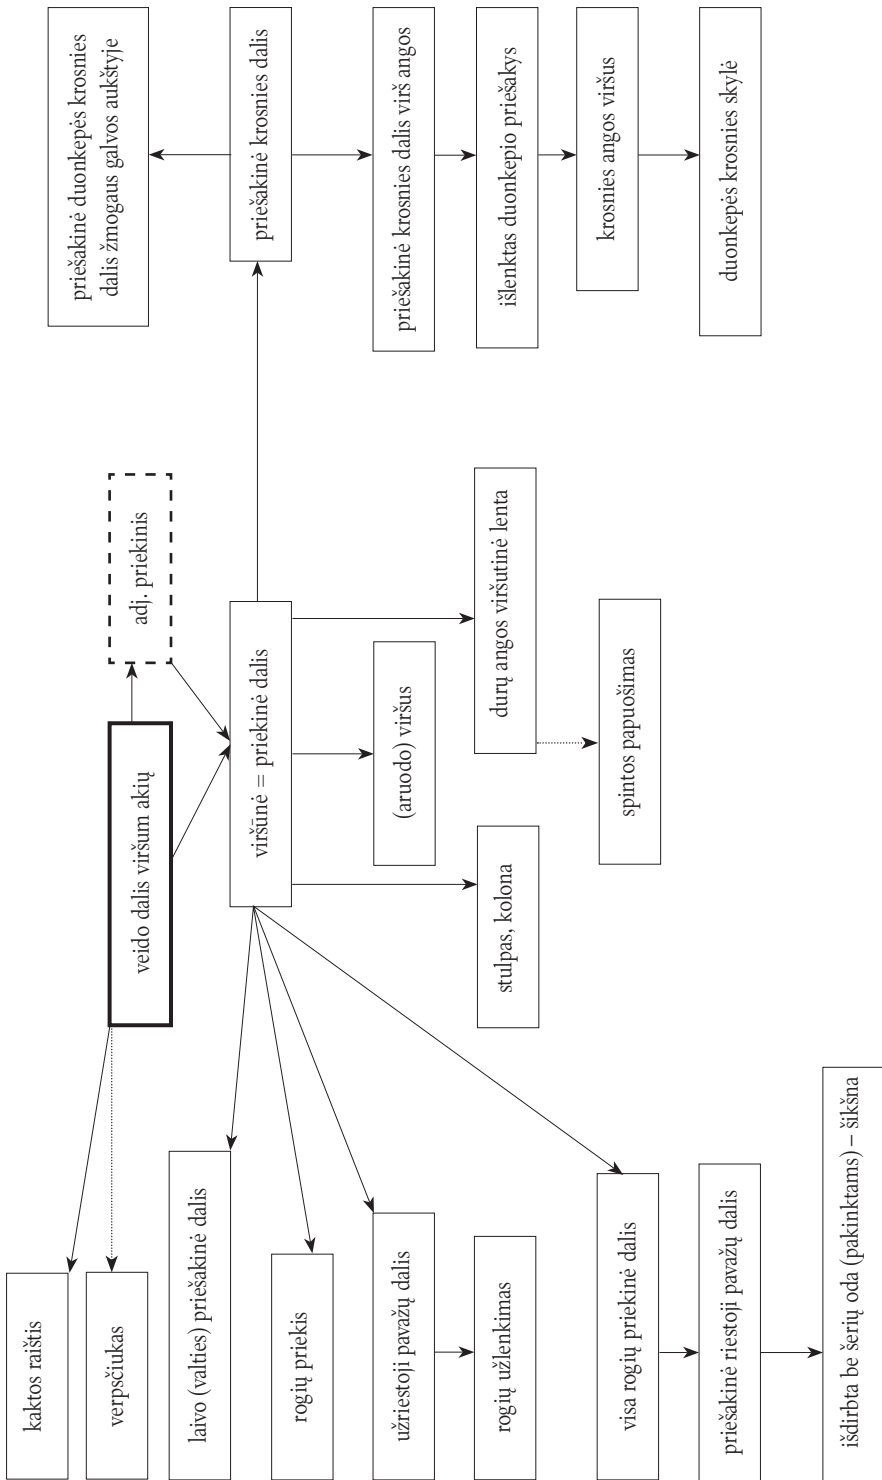 kaktos raištis
verpsčiukas
laivo (valties) priešakinė dalis
rogių priekis
užriestoji pavažų dalis
rogių užlenkimas
visa rogių priekinė dalis
priešakinė riestoji pavažų dalis
išdirbta be šerių oda (pakinktams) – šikšna
veido dalis viršum akių
adj. priekinis
viršūnė = priekinė dalis
(aruodo) viršus
stulpas, kolona
durų angos viršutinė lenta
spintos papuošimas
priešakinė duonkepės krosnies
dalis žmogaus galvos aukštyje
priešakinė krosnies dalis
priešakinė krosnies dalis virš angos
išlenktas duonkepio priešakys
krosnies angos viršus
duonkepės krosnies skylė